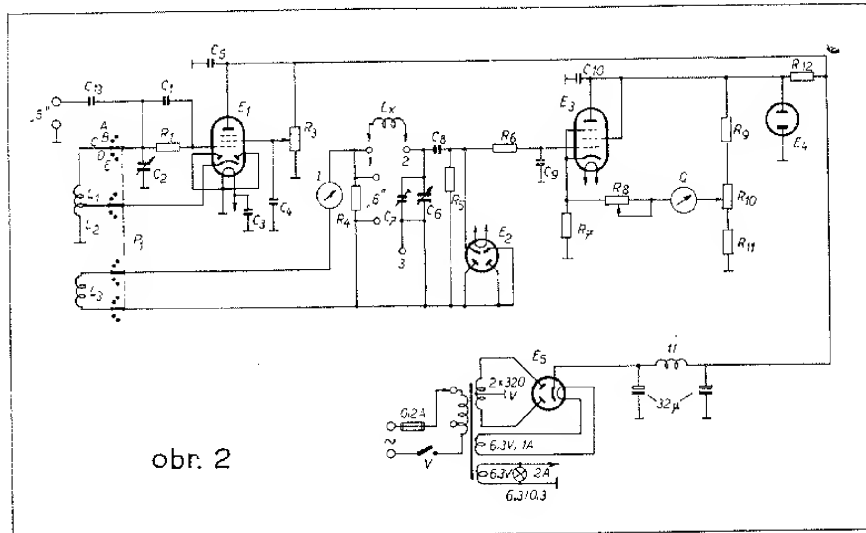 C5
C10
R12
C13
C1
E1
E3
„5"
A
B
C
D
E
R1
R3
Lx
E4
C2
1
2
C8
R6
R9
C9
L1
L2
C3
C4
I
R4
„6"
C7
C6
R5
E2
R8
G
R10
R7
R11
P1
3
L3
E5
Tl
2×320
V
0,2A
32μ
~
V
6.3V, 1A
6.3V
2A
6.3/0.3
obr. 2